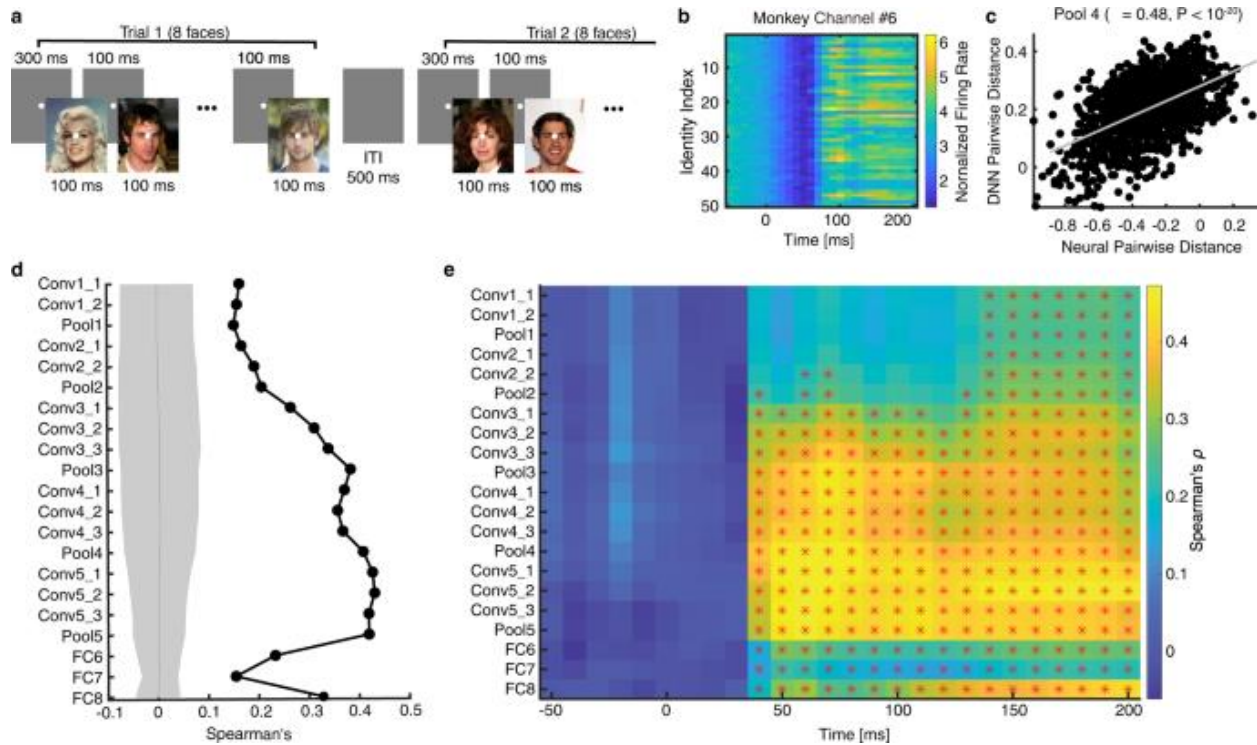 a
Trial 1 (8 faces)
Trial 2 (8 faces)
300 ms 100 ms 100 ms 300 ms 100 ms
•••
•••
ITI
500 ms
100 ms 100 ms 100 ms 100 ms 100 ms
b
Monkey Channel #6
Identity Index
10
20
30
40
50
0 100 200
Time [ms]
6
5
4
3
2
Normalized Firing Rate
c
Pool 4 ( = 0.48, P < 10⁻²⁰)
DNN Pairwise Distance
0.4
0.2
0
-0.8 -0.6 -0.4 -0.2 0 0.2
Neural Pairwise Distance
d
Conv1_1
Conv1_2
Pool1
Conv2_1
Conv2_2
Pool2
Conv3_1
Conv3_2
Conv3_3
Pool3
Conv4_1
Conv4_2
Conv4_3
Pool4
Conv5_1
Conv5_2
Conv5_3
Pool5
FC6
FC7
FC8
-0.1 0 0.1 0.2 0.3 0.4 0.5
Spearman's
e
Conv1_1
Conv1_2
Pool1
Conv2_1
Conv2_2
Pool2
Conv3_1
Conv3_2
Conv3_3
Pool3
Conv4_1
Conv4_2
Conv4_3
Pool4
Conv5_1
Conv5_2
Conv5_3
Pool5
FC6
FC7
FC8
-50 0 50 100 150 200
Time [ms]
0.4
0.3
0.2
0.1
0
Spearman's ρ